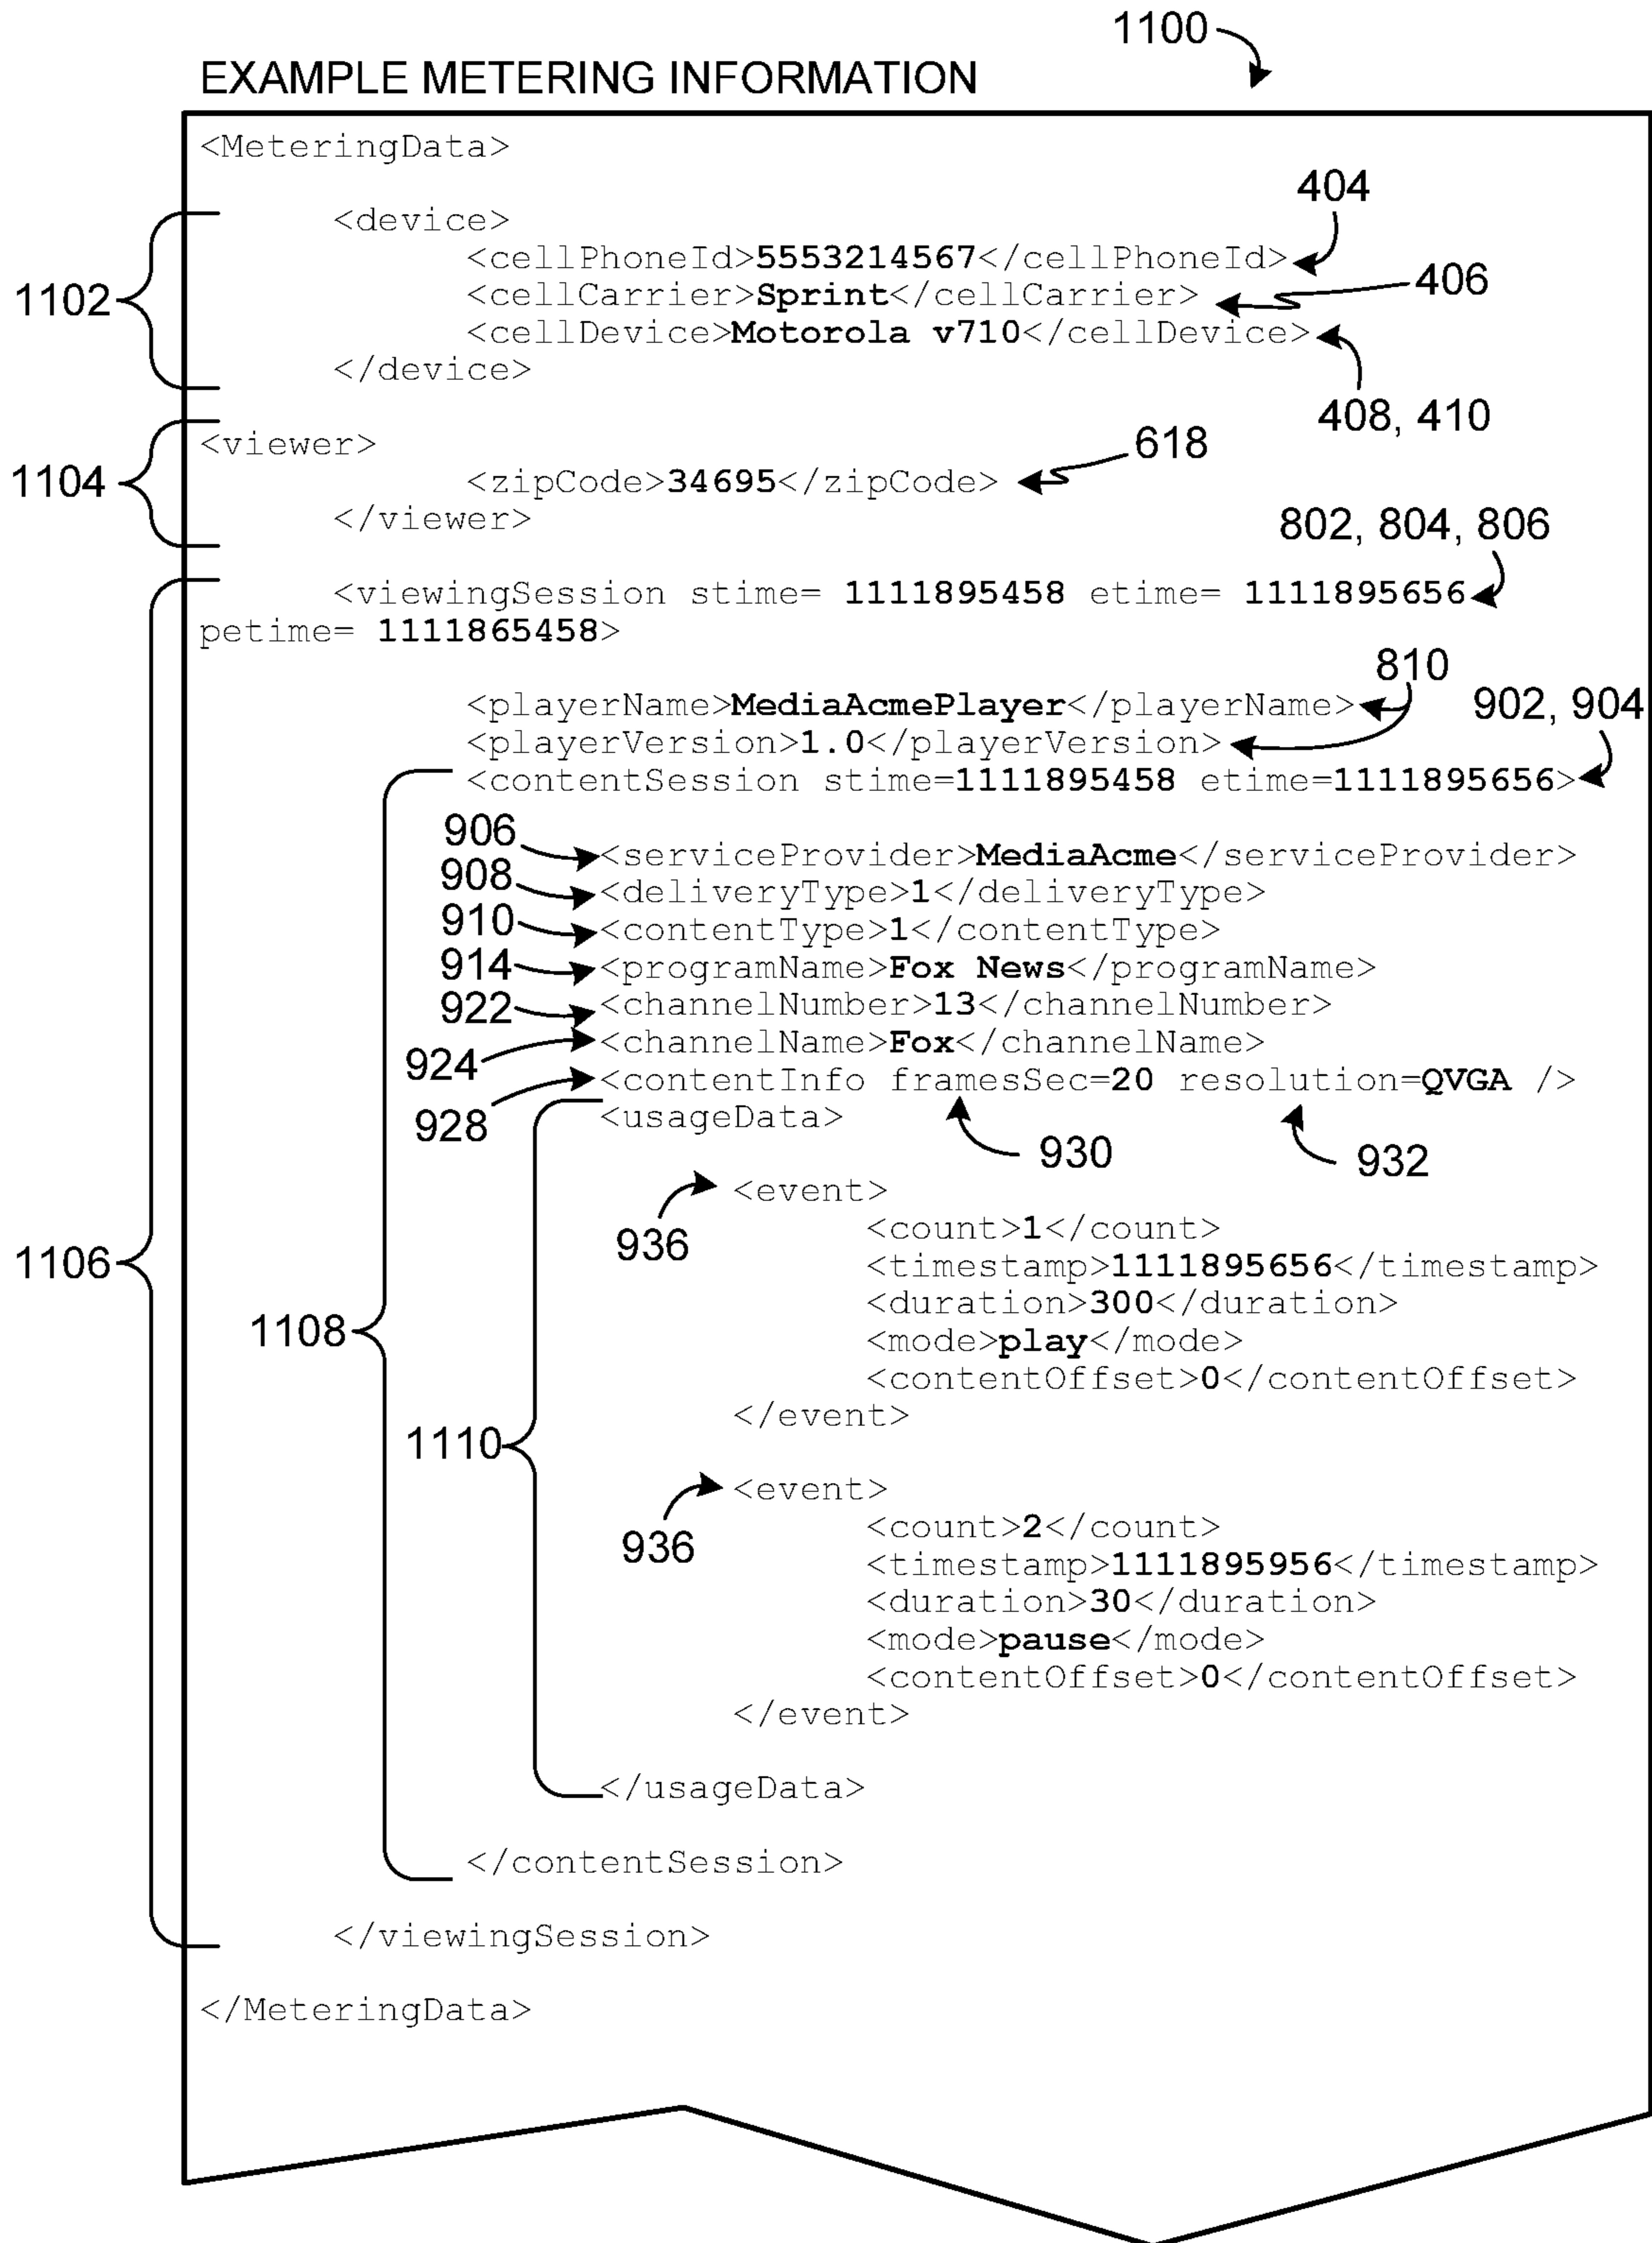 1100
EXAMPLE METERING INFORMATION
<MeteringData>
404
<device>
<cellPhoneId>5553214567</cellPhoneId>
1102
<cellCarrier>Sprint</cellCarrier>
406
<cellDevice>Motorola v710</cellDevice>
</device>
408, 410
<viewer>
618
1104
<zipCode>34695</zipCode>
</viewer>
802, 804, 806
<viewingSession stime= 1111895458 etime= 1111895656
petime= 1111865458>
810
<playerName>MediaAcmePlayer</playerName>
902, 904
<playerVersion>1.0</playerVersion>
<contentSession stime=1111895458 etime=1111895656>
906
<serviceProvider>MediaAcme</serviceProvider>
908
<deliveryType>1</deliveryType>
910
<contentType>1</contentType>
914
<programName>Fox News</programName>
922
<channelNumber>13</channelNumber>
924
<channelName>Fox</channelName>
928
<contentInfo framesSec=20 resolution=QVGA />
<usageData>
930
932
<event>
936
<count>1</count>
1106
<timestamp>1111895656</timestamp>
<duration>300</duration>
1108
<mode>play</mode>
<contentOffset>0</contentOffset>
</event>
1110
<event>
936
<count>2</count>
<timestamp>1111895956</timestamp>
<duration>30</duration>
<mode>pause</mode>
<contentOffset>0</contentOffset>
</event>
</usageData>
</contentSession>
</viewingSession>
</MeteringData>